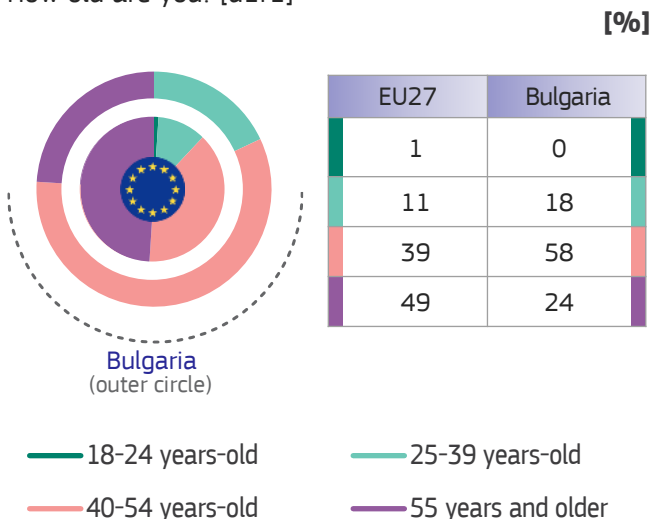 [%]
EU27 Bulgaria
1 0
11 18
39 58
49 24
Bulgaria
(outer circle)
18-24 years-old 25-39 years-old
40-54 years-old 55 years and older